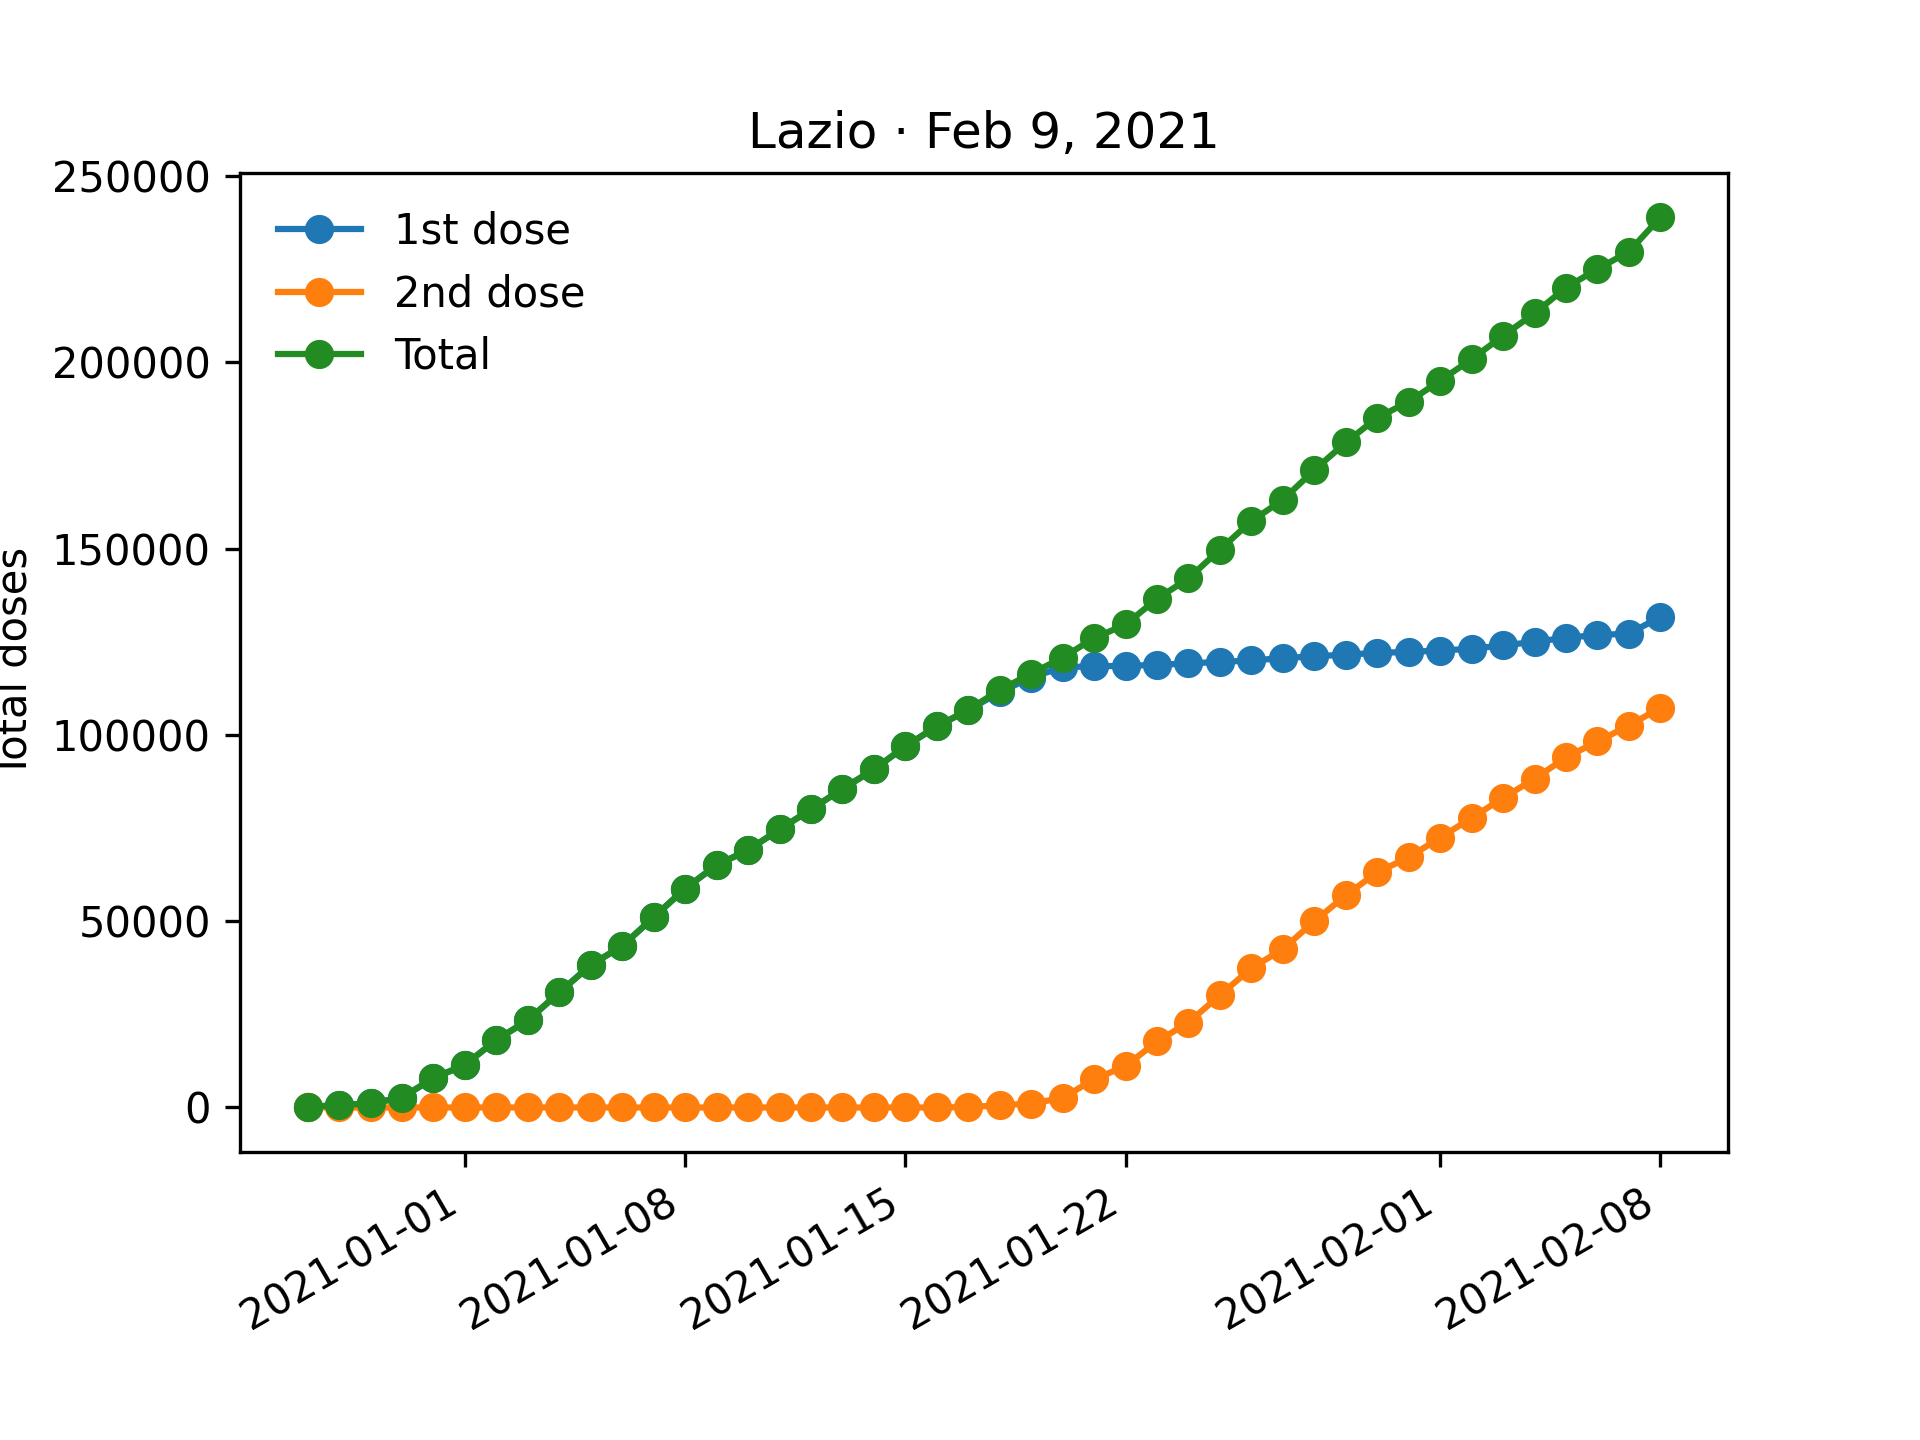 Lazio · Feb 9, 2021
250000
200000
150000
100000
50000
0
Total doses
1st dose
2nd dose
Total
2021-01-01
2021-01-08
2021-01-15
2021-01-22
2021-02-01
2021-02-08